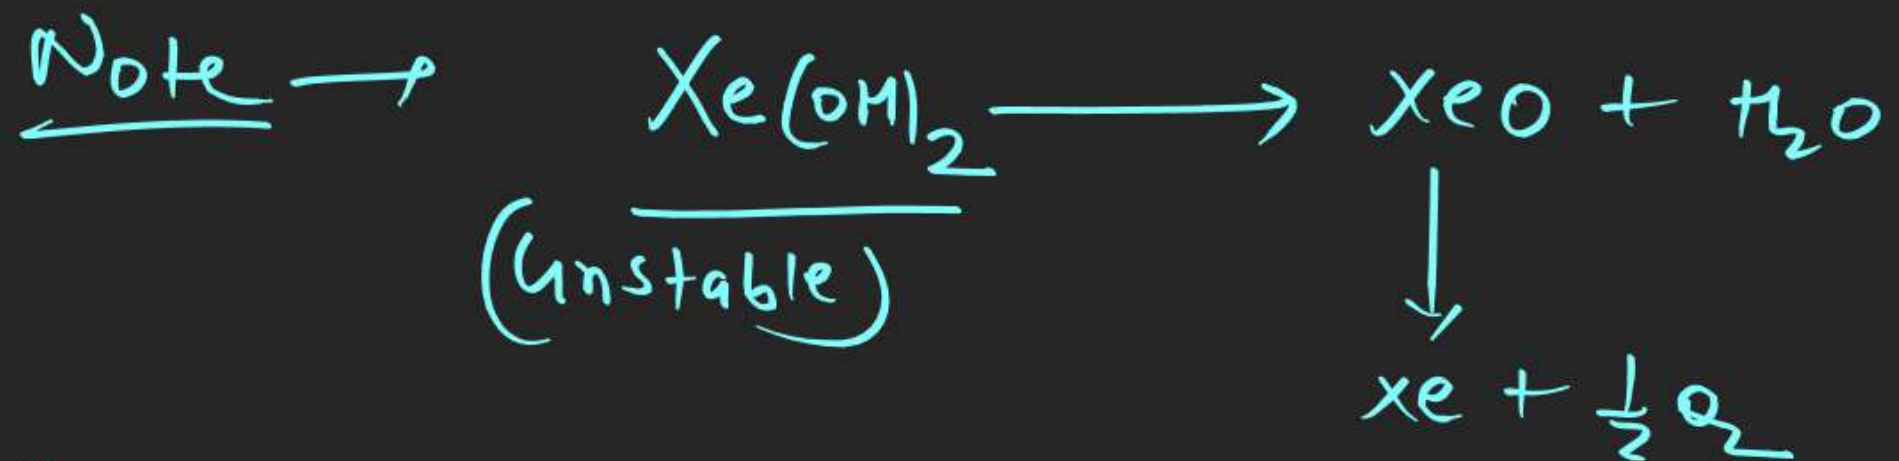 Note → Xe(OH)₂ → XeO + H₂O
(Unstable) ↓
Xe + ½ O₂